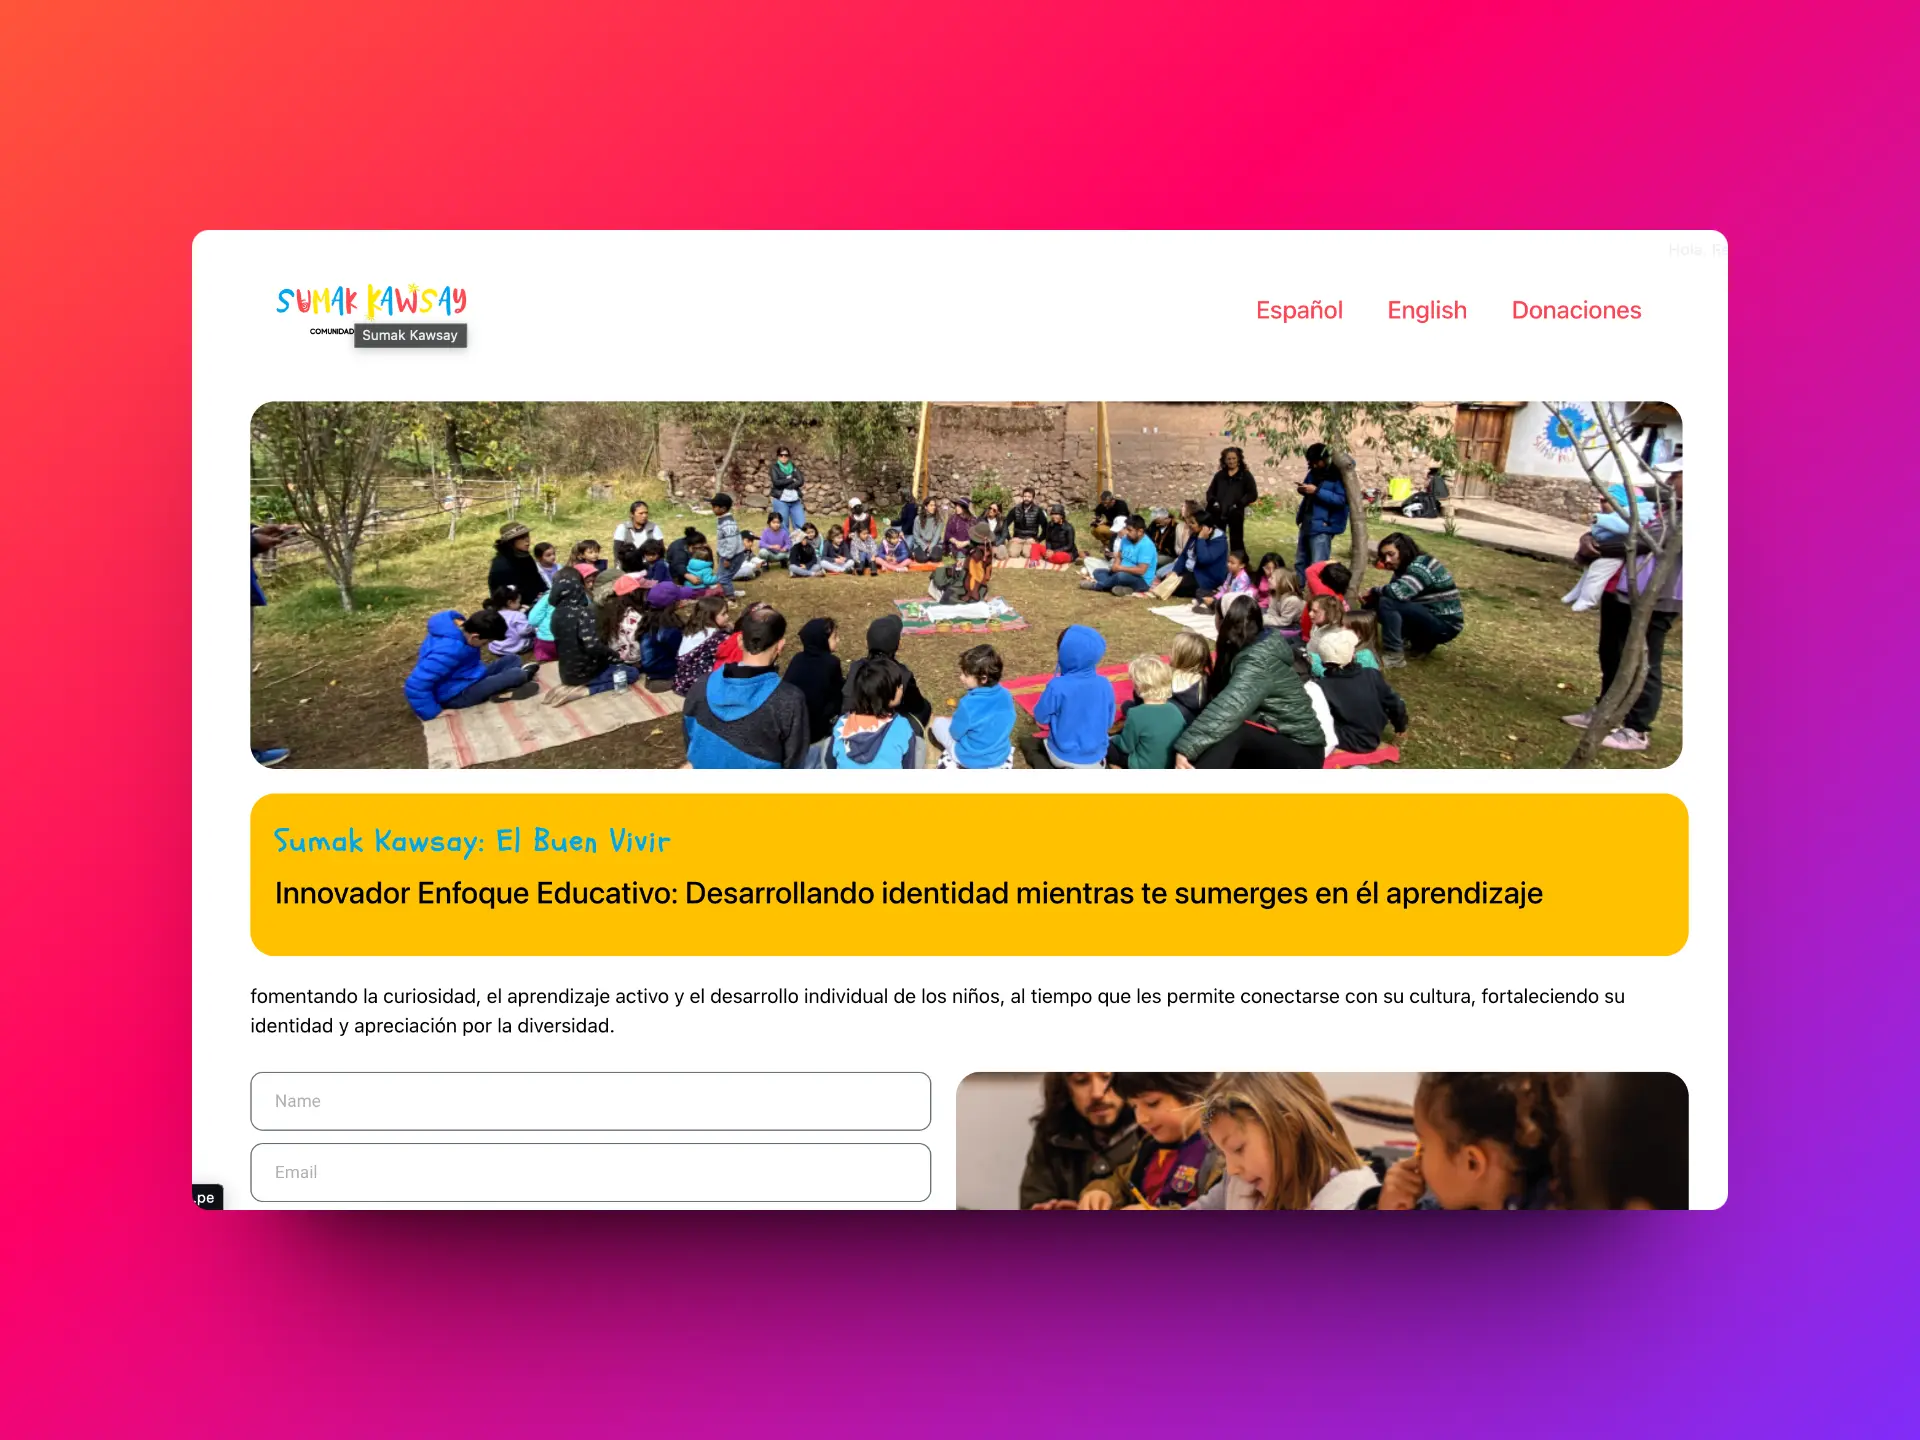 Hola.
SUMAK KAWSAY
COMUNIDAD
Sumak Kawsay
Español
English
Donaciones
Sumak Kawsay: El Buen Vivir
Innovador Enfoque Educativo: Desarrollando identidad mientras te sumerges en él aprendizaje
fomentando la curiosidad, el aprendizaje activo y el desarrollo individual de los niños, al tiempo que les permite conectarse con su cultura, fortaleciendo su
identidad y apreciación por la diversidad.
Name
Email
.pe